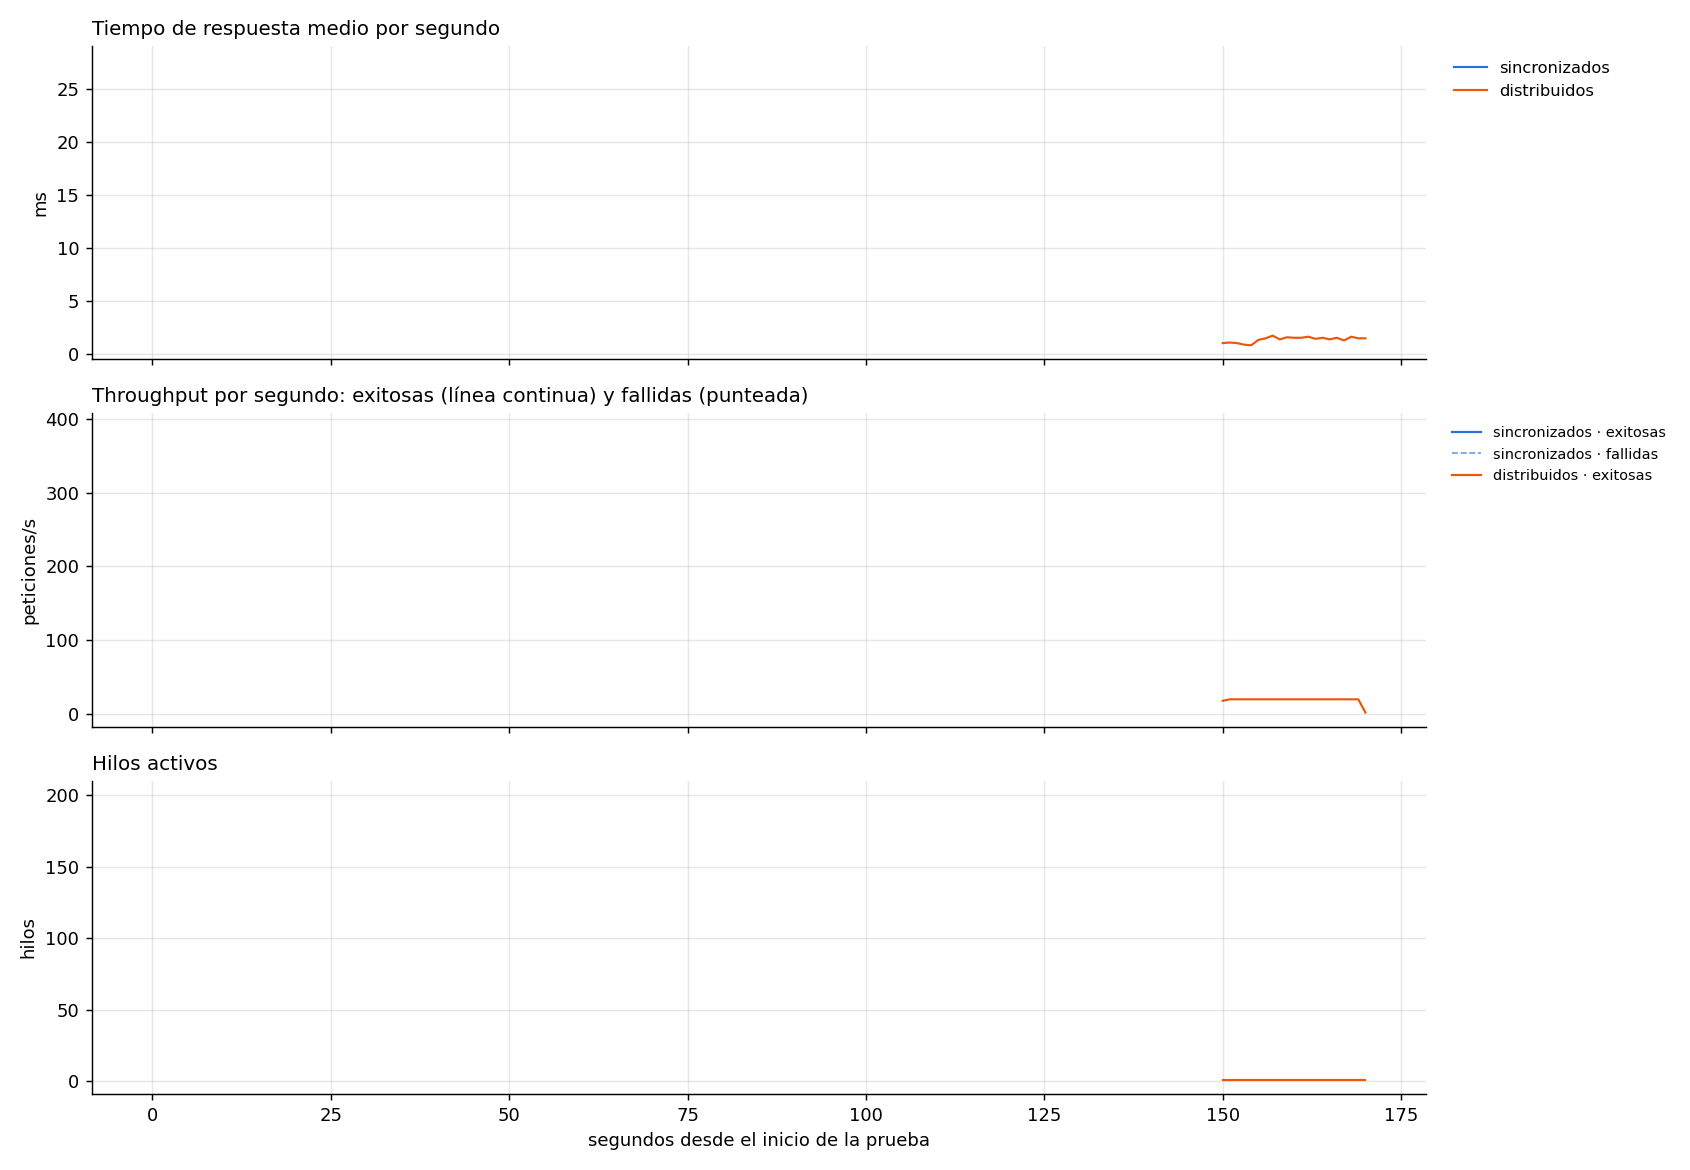 Tiempo de respuesta medio por segundo
25
20
15
10
5
0
ms
sincronizados
distribuidos
Throughput por segundo: exitosas (línea continua) y fallidas (punteada)
400
300
200
100
0
peticiones/s
sincronizados · exitosas
sincronizados · fallidas
distribuidos · exitosas
Hilos activos
200
150
100
50
0
hilos
0 25 50 75 100 125 150 175
segundos desde el inicio de la prueba